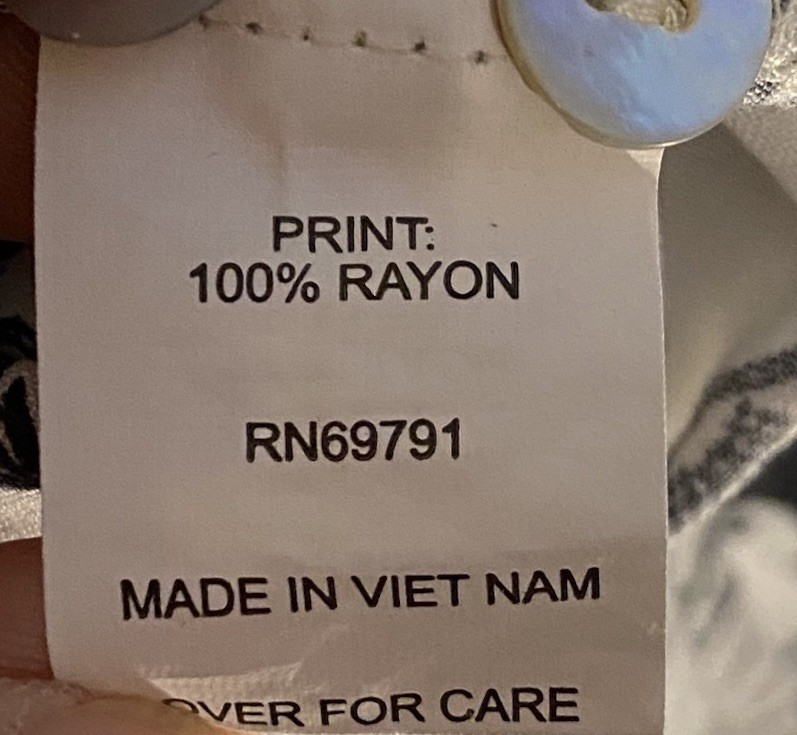 PRINT:
100% RAYON
RN69791
MADE IN VIET NAM
OVER FOR CARE